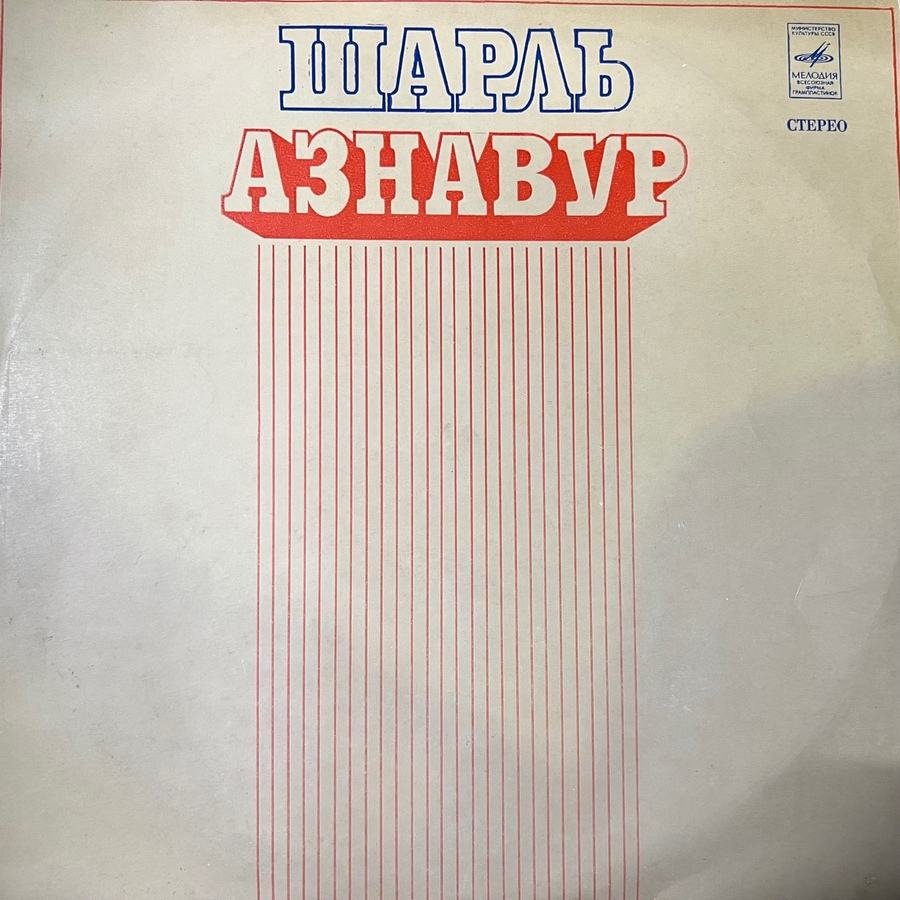 ШАРЛЬ
АЗНАВУР
МИНИСТЕРСТВО
КУЛЬТУРЫ СССР
МЕЛОДИЯ
ВСЕСОЮЗНАЯ
ФИРМА
ГРАМПЛАСТИНОК
СТЕРЕО